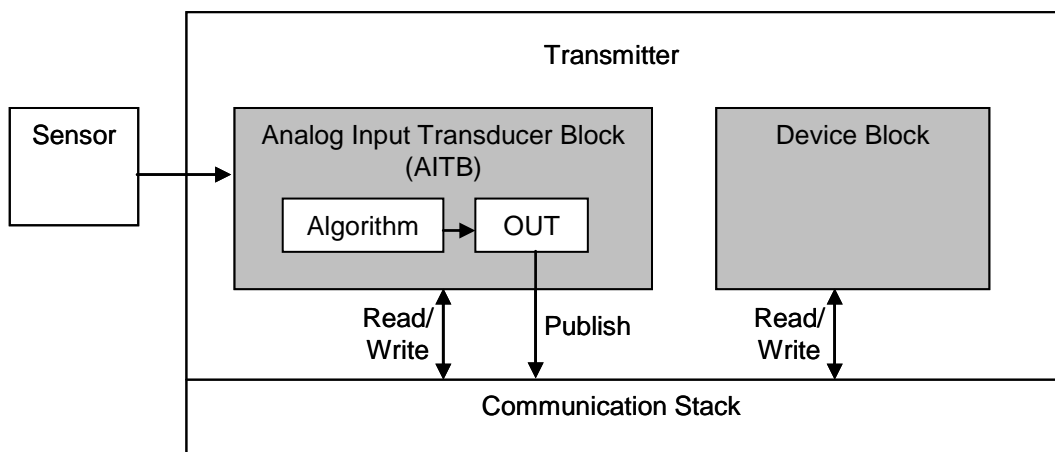 Transmitter
Sensor
Analog Input Transducer Block
(AITB)
Device Block
Algorithm
OUT
Read/
Write
Publish
Read/
Write
Communication Stack